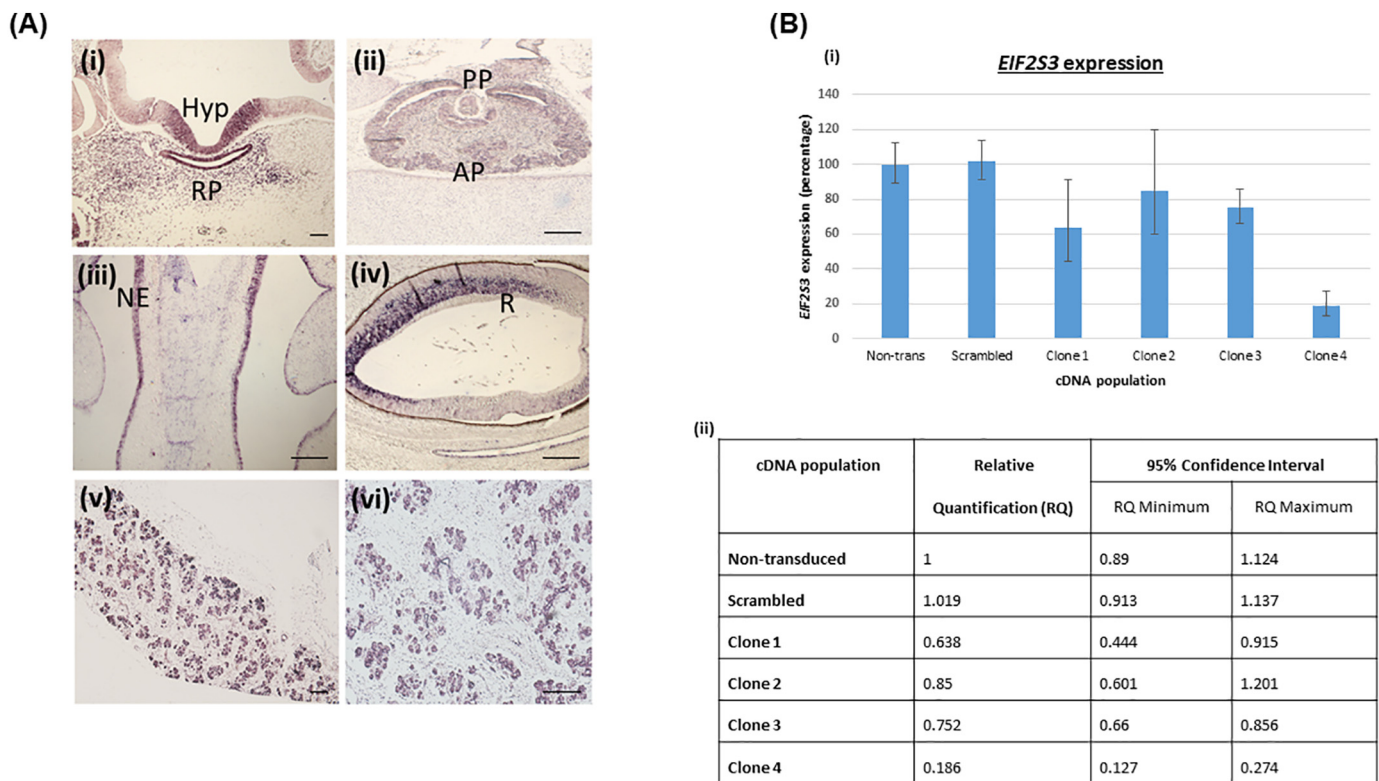 (A)
(i)
Hyp
RP
(ii)
PP
AP
(iii)
NE
(iv)
R
(v)
(vi)
(B)
(i)
EIF2S3 expression
EIF2S3 expression (percentage)
140
120
100
80
60
40
20
0
Non-trans Scrambled Clone 1 Clone 2 Clone 3 Clone 4
cDNA population
(ii)
cDNA population Relative 95% Confidence Interval
Quantification (RQ) RQ Minimum RQ Maximum
Non-transduced 1 0.89 1.124
Scrambled 1.019 0.913 1.137
Clone 1 0.638 0.444 0.915
Clone 2 0.85 0.601 1.201
Clone 3 0.752 0.66 0.856
Clone 4 0.186 0.127 0.274